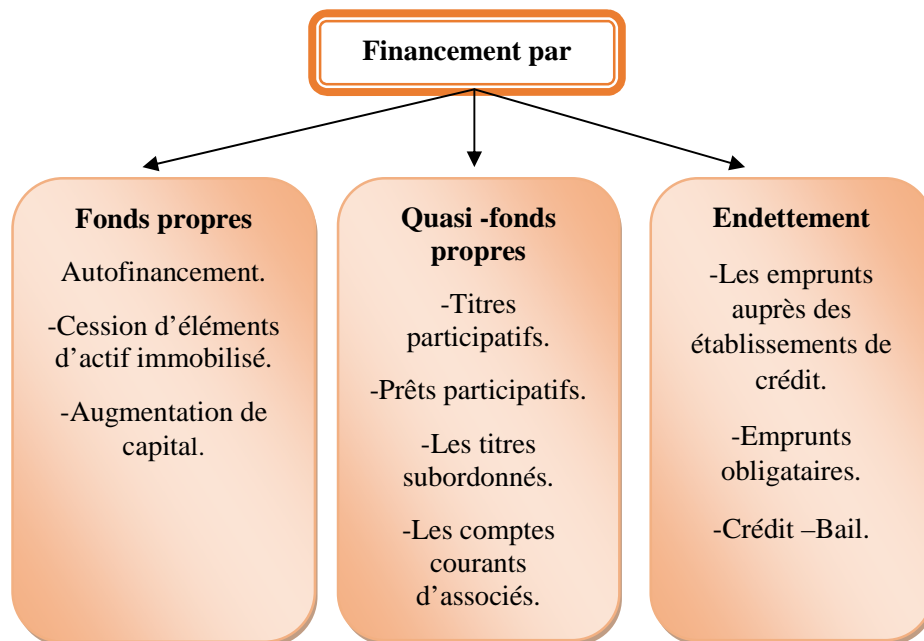 Financement par
Fonds propres
Autofinancement.
-Cession d’éléments
d’actif immobilisé.
-Augmentation de
capital.
Quasi -fonds
propres
-Titres
participatifs.
-Prêts participatifs.
-Les titres
subordonnés.
-Les comptes
courants
d’associés.
Endettement
-Les emprunts
auprès des
établissements de
crédit.
-Emprunts
obligataires.
-Crédit –Bail.